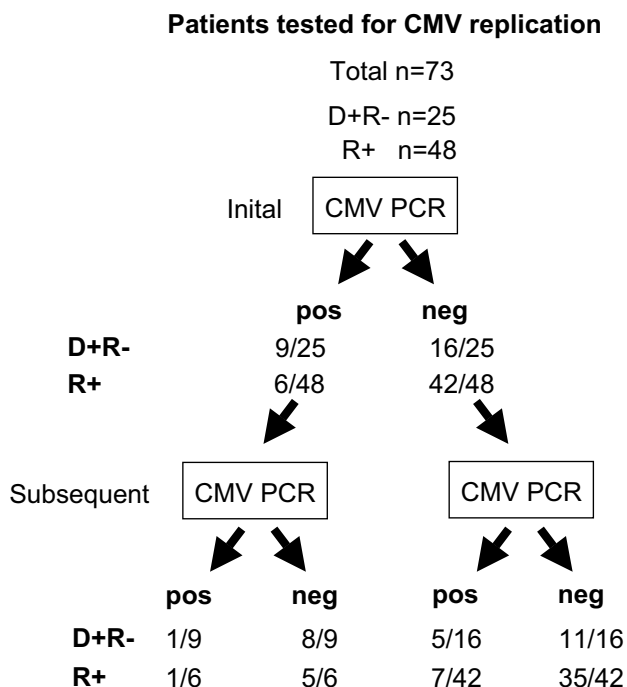 Patients tested for CMV replication
Total n=73
D+R- n=25
R+ n=48
Inital CMV PCR
pos neg
D+R- 9/25 16/25
R+ 6/48 42/48
Subsequent CMV PCR CMV PCR
pos neg pos neg
D+R- 1/9 8/9 5/16 11/16
R+ 1/6 5/6 7/42 35/42